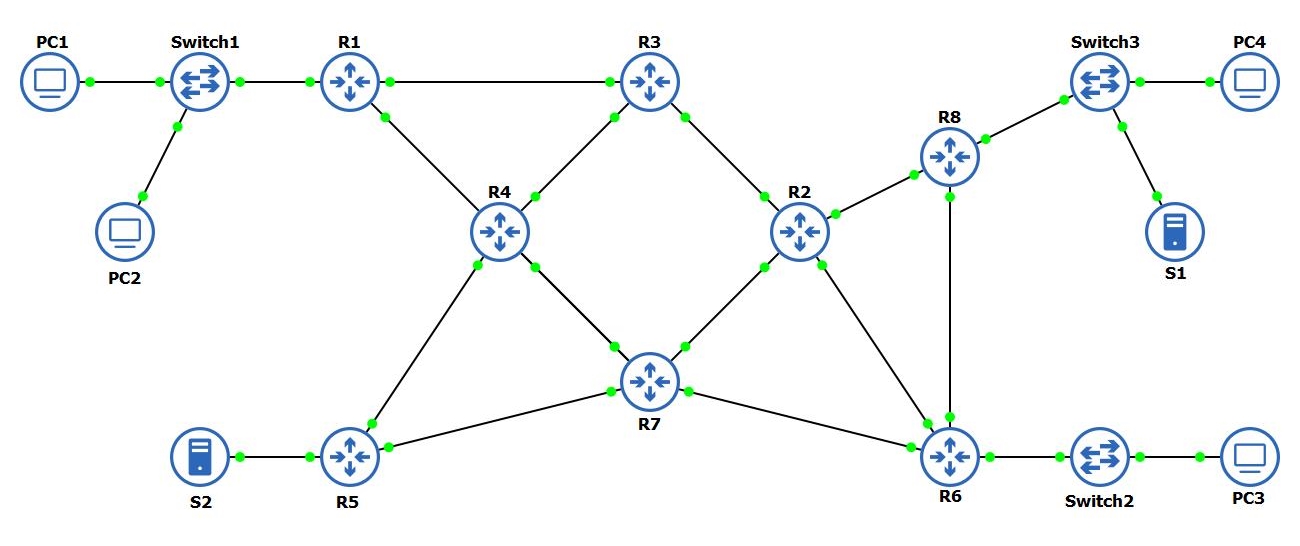 PC1
Switch1
R1
R3
Switch3
PC4
R8
R4
R2
PC2
S1
R7
S2
R5
R6
Switch2
PC3